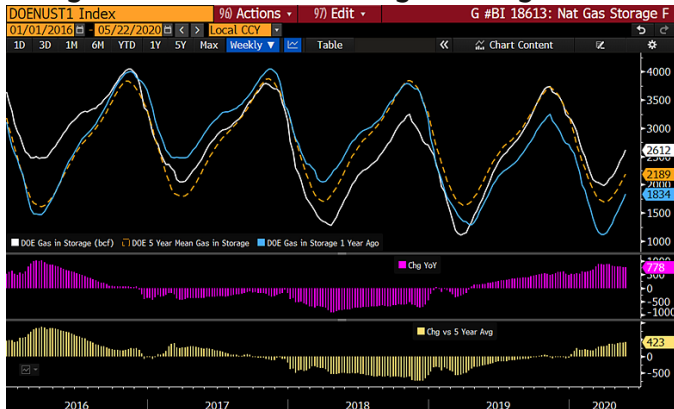 DOENUST1 Index 96) Actions 97) Edit G #BI 18613: Nat Gas Storage F
01/01/2016 - 05/22/2020 Local CCY
1D 3D 1M 6M YTD 1Y 5Y Max Weekly ▼ Table « Chart Content
4000
3500
3000
2612
2500
2189
2000
1834
1500
1000
DOE Gas in Storage (bcf) DOE 5 Year Mean Gas in Storage DOE Gas in Storage 1 Year Ago
Chg YoY
1000
778
0
-500
-1000
Chg vs 5 Year Avg
423
0
-500
2016 2017 2018 2019 2020